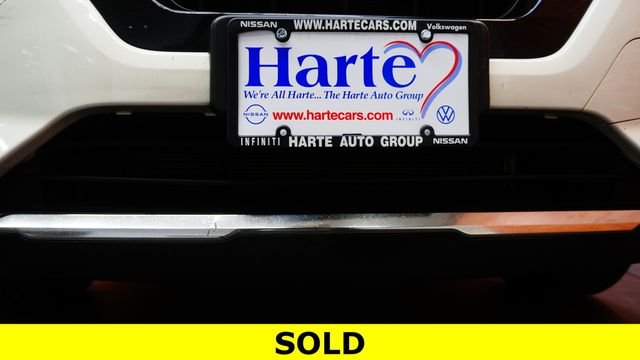 NISSAN WWW.HARTECARS.COM Volkswagen
Harte
We're All Harte... The Harte Auto Group
NISSAN www.hartecars.com INFINITI
INFINITI HARTE AUTO GROUP NISSAN
SOLD